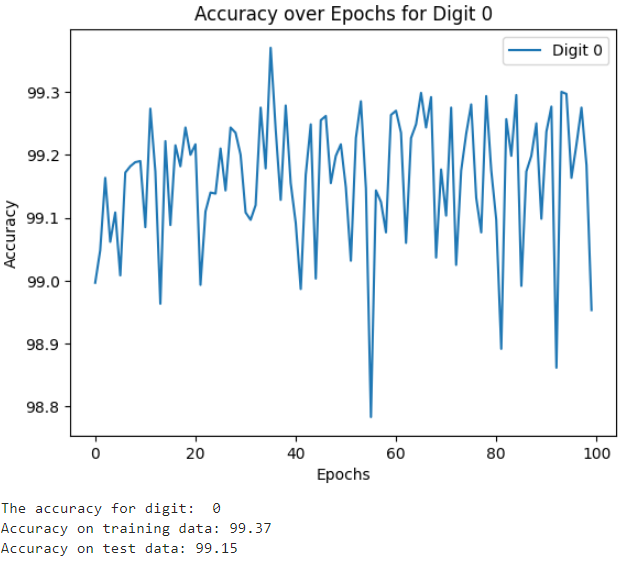 Accuracy over Epochs for Digit 0
Digit 0
99.3
99.2
99.1
99.0
98.9
98.8
Accuracy
0 20 40 60 80 100
Epochs
The accuracy for digit:  0
Accuracy on training data: 99.37
Accuracy on test data: 99.15